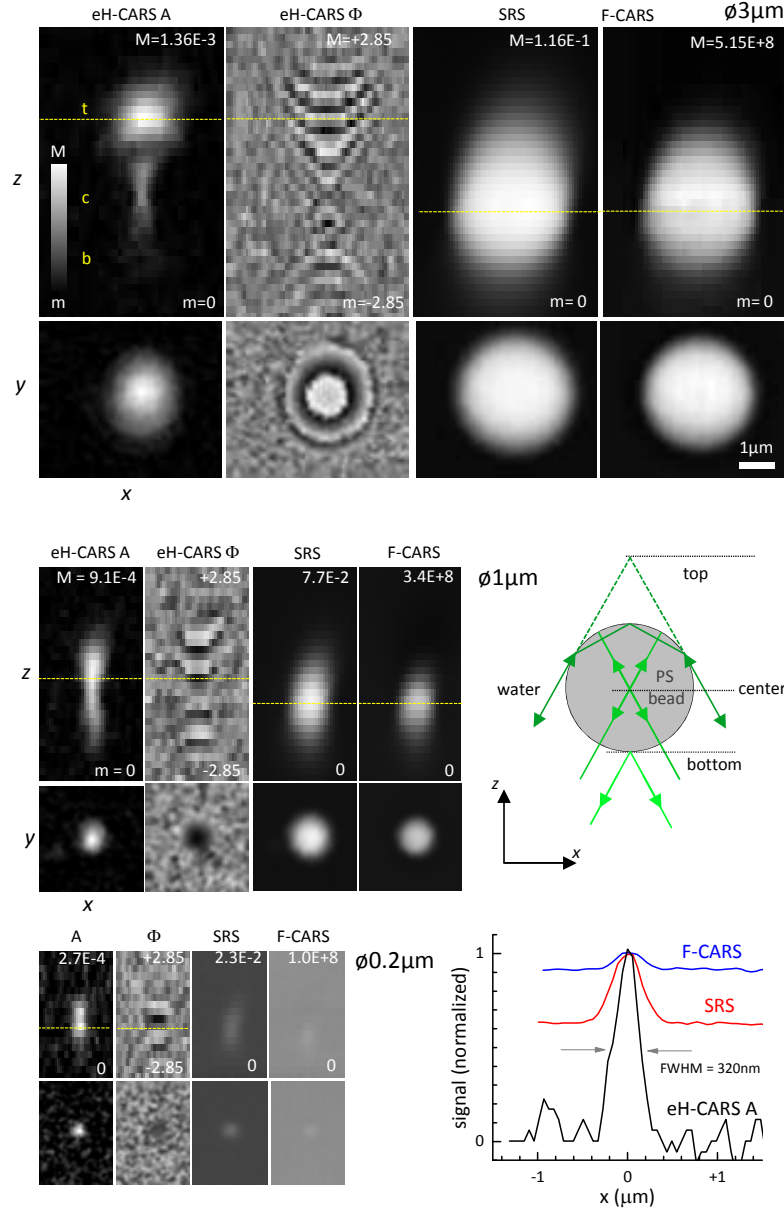 eH-CARS A eH-CARS Φ SRS F-CARS ø3µm
M=1.36E-3 M=+2.85 M=1.16E-1 M=5.15E+8
t
M
z c
b
m m=0 m=-2.85 m= 0 m= 0
y
1µm
x
eH-CARS A eH-CARS Φ SRS F-CARS
M = 9.1E-4 +2.85 7.7E-2 3.4E+8 ø1µm
z
m = 0 -2.85 0 0
y
x
top
PS
bead
water center
bottom
z
x
A Φ SRS F-CARS
2.7E-4 +2.85 2.3E-2 1.0E+8 ø0.2µm
0 -2.85 0 0
signal (normalized)
1
0
F-CARS
SRS
FWHM = 320nm
eH-CARS A
-1 0 +1
x (µm)